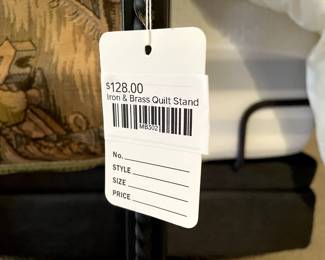 $128.00
Iron & Brass Quilt Stand
MB302
No.
STYLE
SIZE
PRICE